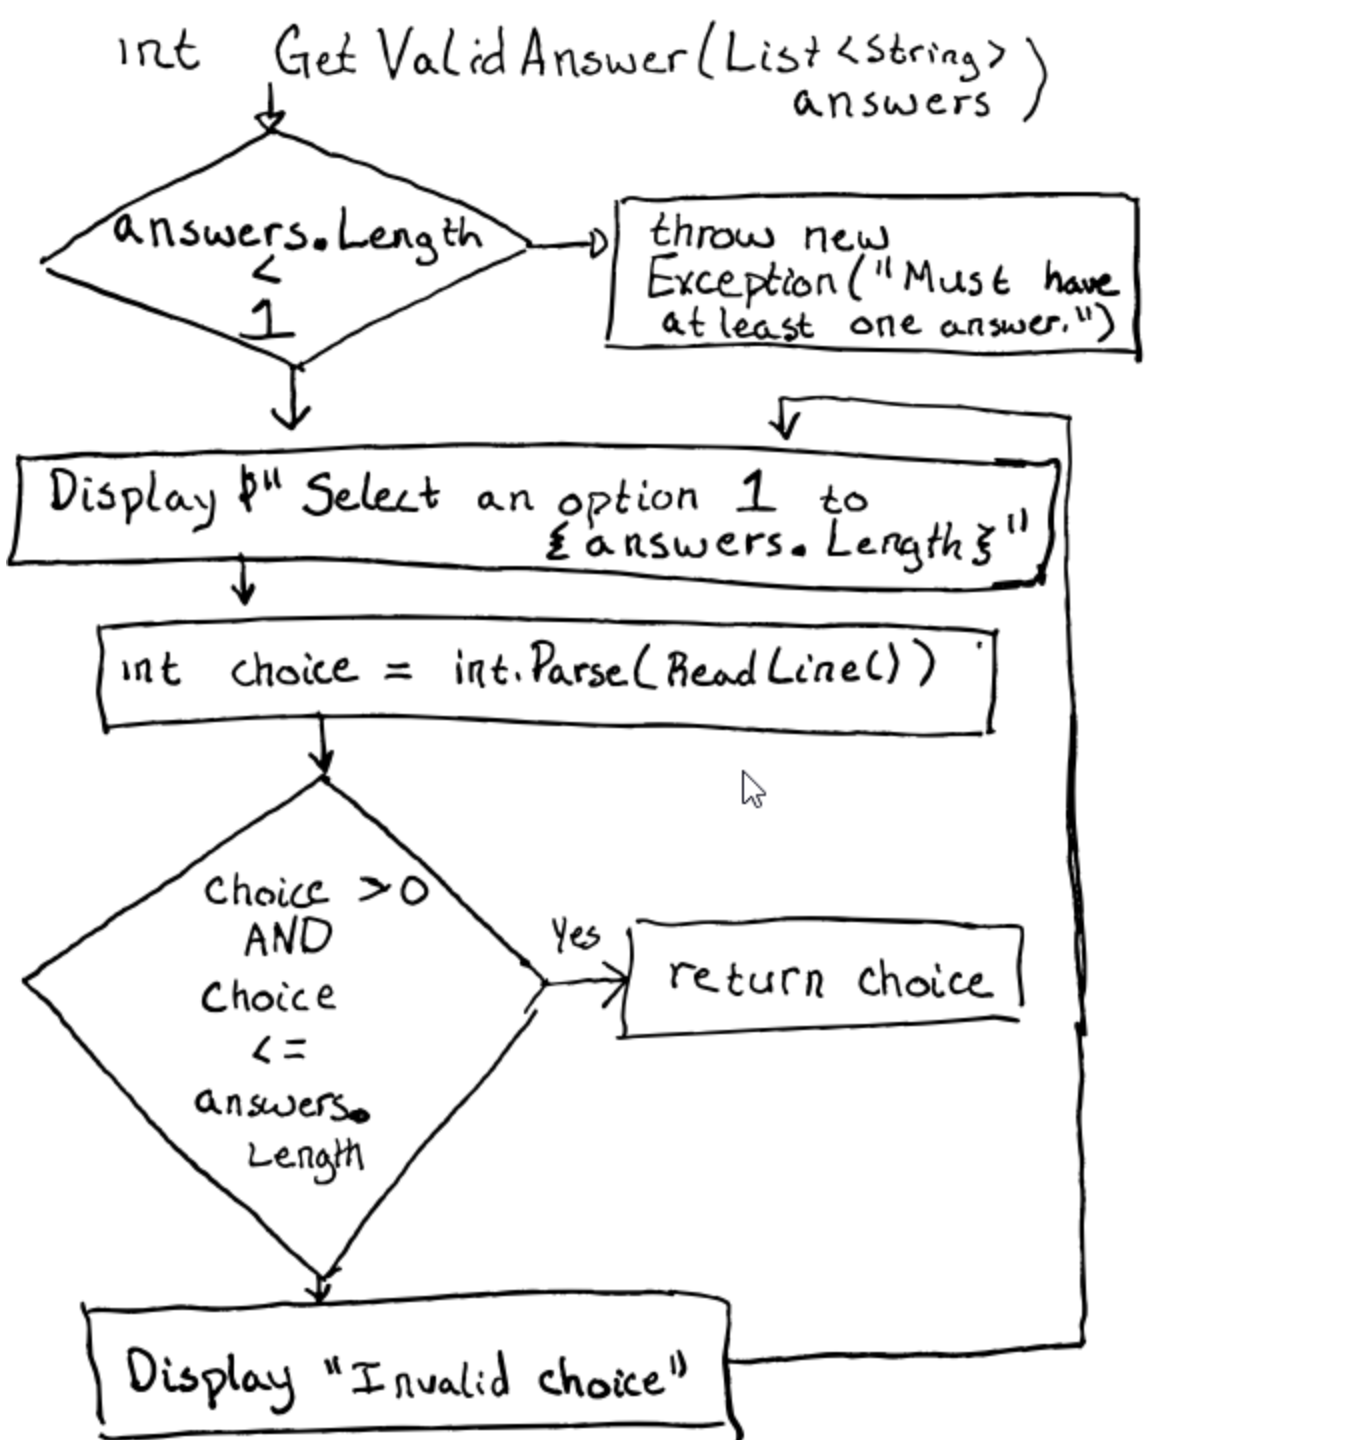 int GetValidAnswer(List<String>
answers)
answers.Length
<
1
throw new
Exception("Must have
at least one answer.")
Display $" Select an option 1 to
{answers.Length}"
int choice = int.Parse(ReadLine())
Choice >0
AND
Choice
<=
answers.
Length
Yes
return choice
Display "Invalid choice"